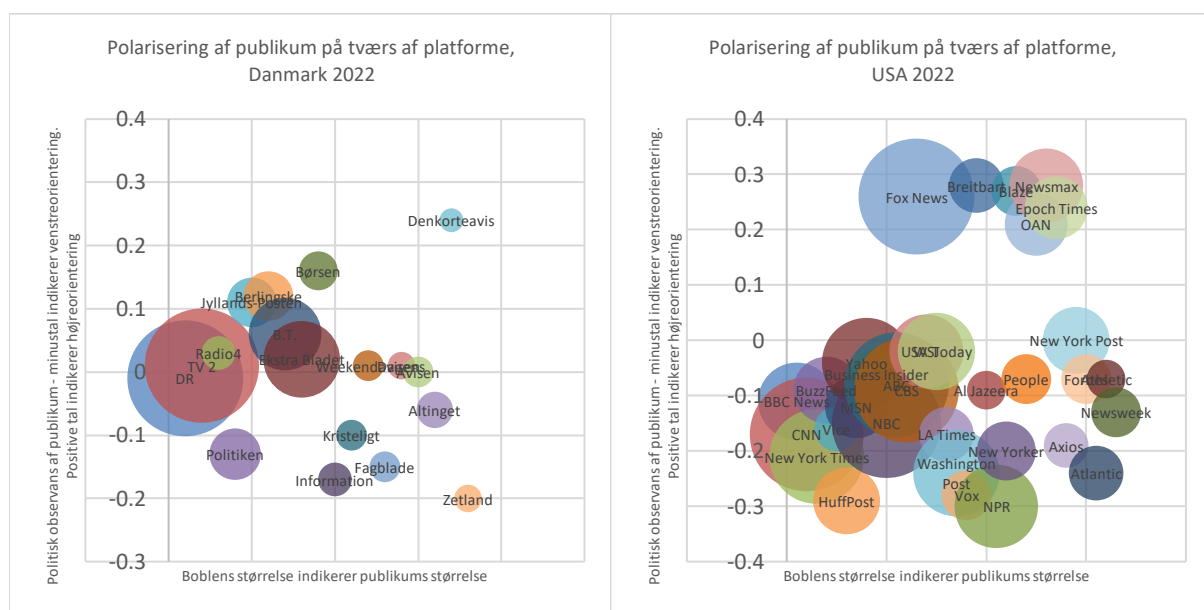 Polarisering af publikum på tværs af platforme,
Danmark 2022
Politisk observans af publikum - minustal indikerer venstreorientering.
Positive tal indikerer højreorientering
0.4
0.3
0.2
0.1
0
-0.1
-0.2
-0.3
Denkorteavis
Børsen
Berlingske
Jyllands-Posten
B.T.
Radio4
Ekstra Bladet
TV 2
DR
Weekendavisen
Dagens
Avisen
Altinget
Kristeligt
Politiken
Fagblade
Information
Zetland
Boblens størrelse indikerer publikums størrelse
Polarisering af publikum på tværs af platforme,
USA 2022
Politisk observans af publikum - minustal indikerer venstreorientering.
Positive tal indikerer højreorientering
0.4
0.3
0.2
0.1
0
-0.1
-0.2
-0.3
-0.4
Fox News
Breitbart
Blaze
Newsmax
Epoch Times
OAN
New York Post
USA Today
Yahoo
Business Insider
ABC
CBS
BuzzFeed
BBC News
MSN
NBC
Vice
CNN
New York Times
HuffPost
Al Jazeera
People
Forbes
Athletic
Newsweek
LA Times
New Yorker
Axios
Washington
Post
Vox
NPR
Atlantic
Boblens størrelse indikerer publikums størrelse